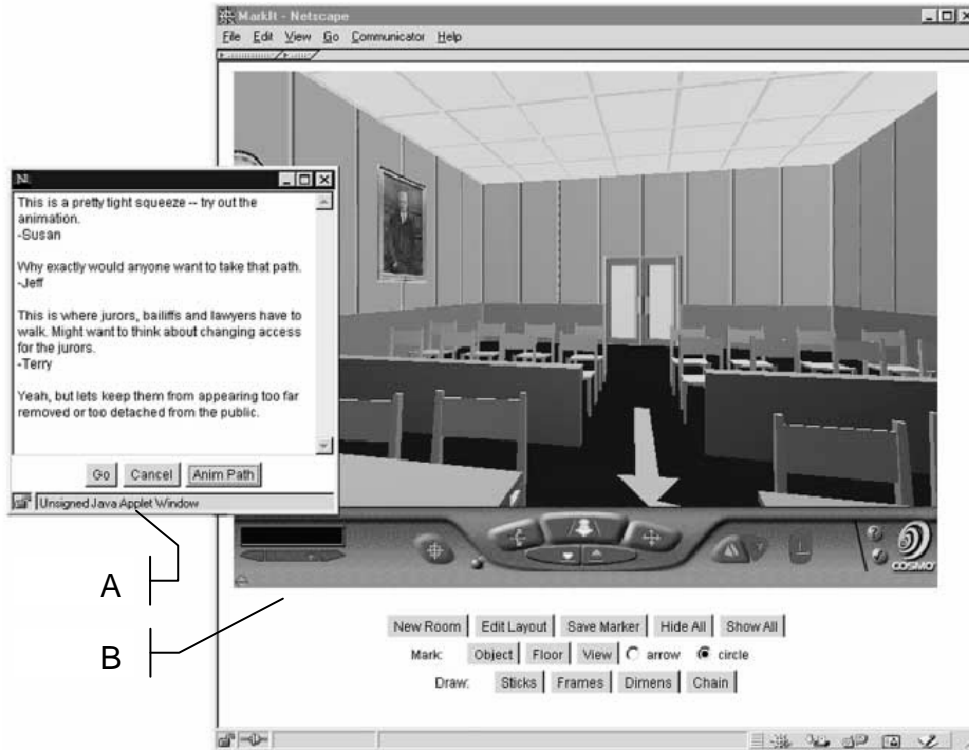 MarkIt - Netscape
File Edit View Go Communicator Help
This is a pretty tight squeeze -- try out the
animation.
-Susan
Why exactly would anyone want to take that path.
-Jeff
This is where jurors, bailiffs and lawyers have to
walk. Might want to think about changing access
for the jurors.
-Terry
Yeah, but lets keep them from appearing too far
removed or too detached from the public.
Go Cancel Anim Path
Unsigned Java Applet Window
COSMO
A
B
New Room Edit Layout Save Marker Hide All Show All
Mark: Object Floor View arrow circle
Draw: Sticks Frames Dimens Chain